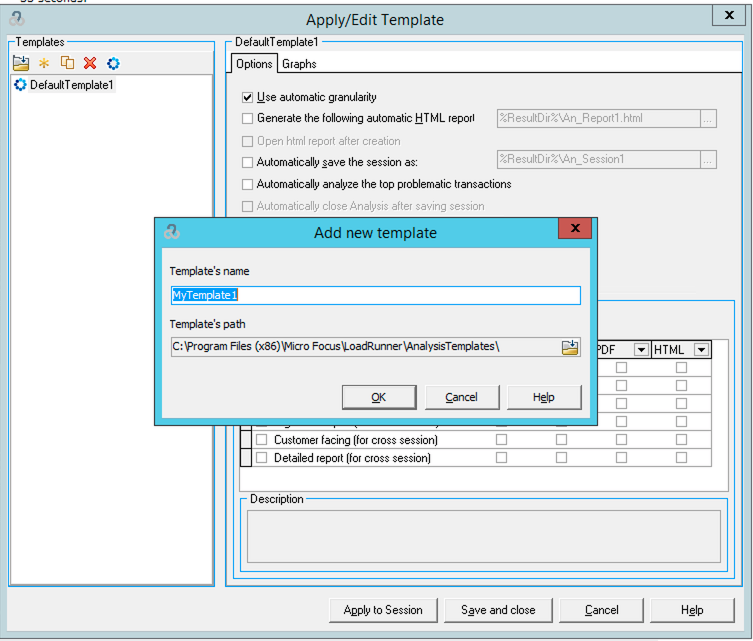 Apply/Edit Template
x
Templates
DefaultTemplate1
DefaultTemplate1
Options
Graphs
Use automatic granularity
Generate the following automatic HTML report
%ResultDir%\An_Report1.html
...
Open html report after creation
Automatically save the session as:
%ResultDir%\An_Session1
...
Automatically analyze the top problematic transactions
Automatically close Analysis after saving session
Add new template
x
Template's name
MyTemplate1
Template's path
C:\Program Files (x86)\Micro Focus\LoadRunner\AnalysisTemplates\
OK
Cancel
Help
PDF
HTML
Customer facing (for cross session)
Detailed report (for cross session)
Description
Apply to Session
Save and close
Cancel
Help